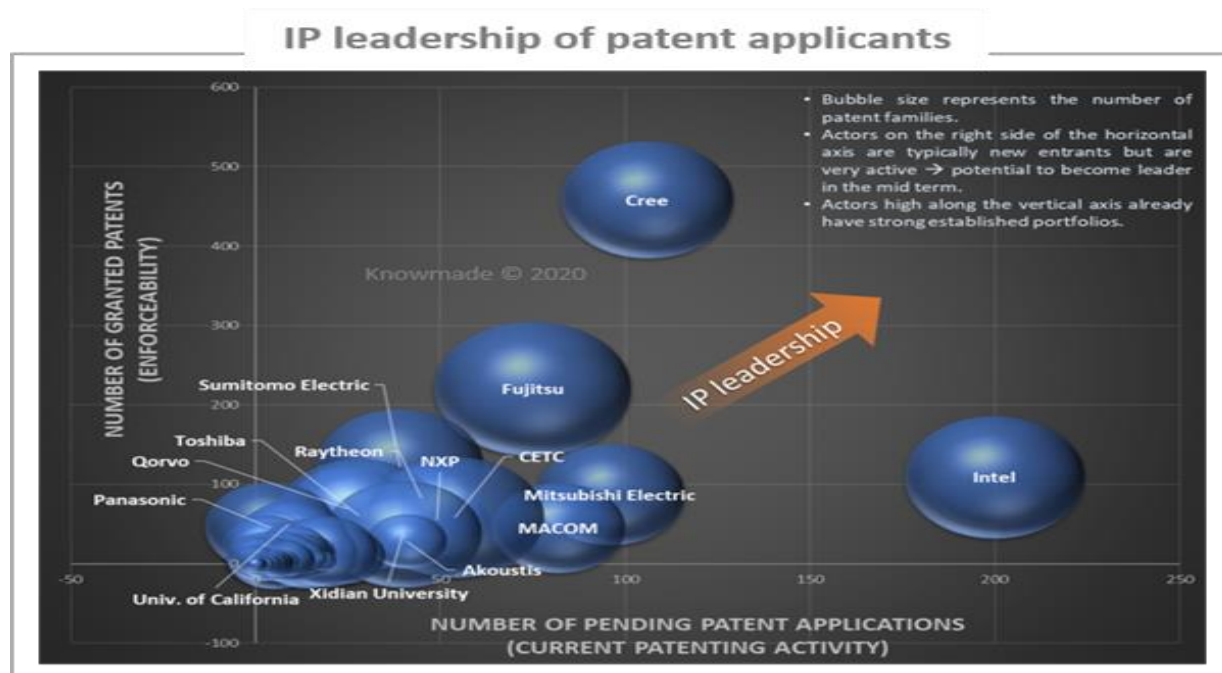 IP leadership of patent applicants
600
500
400
300
200
100
0
-100
-50
0
50
100
150
200
250
NUMBER OF GRANTED PATENTS
(ENFORCEABILITY)
• Bubble size represents the number of
patent families.
• Actors on the right side of the horizontal
axis are typically new entrants but are
very active → potential to become leader
in the mid term.
• Actors high along the vertical axis already
have strong established portfolios.
Cree
Knowmade © 2020
IP leadership
Fujitsu
Sumitomo Electric
Toshiba
Raytheon
NXP
CETC
Qorvo
Intel
Panasonic
Mitsubishi Electric
MACOM
Akoustis
Univ. of California
Xidian University
NUMBER OF PENDING PATENT APPLICATIONS
(CURRENT PATENTING ACTIVITY)